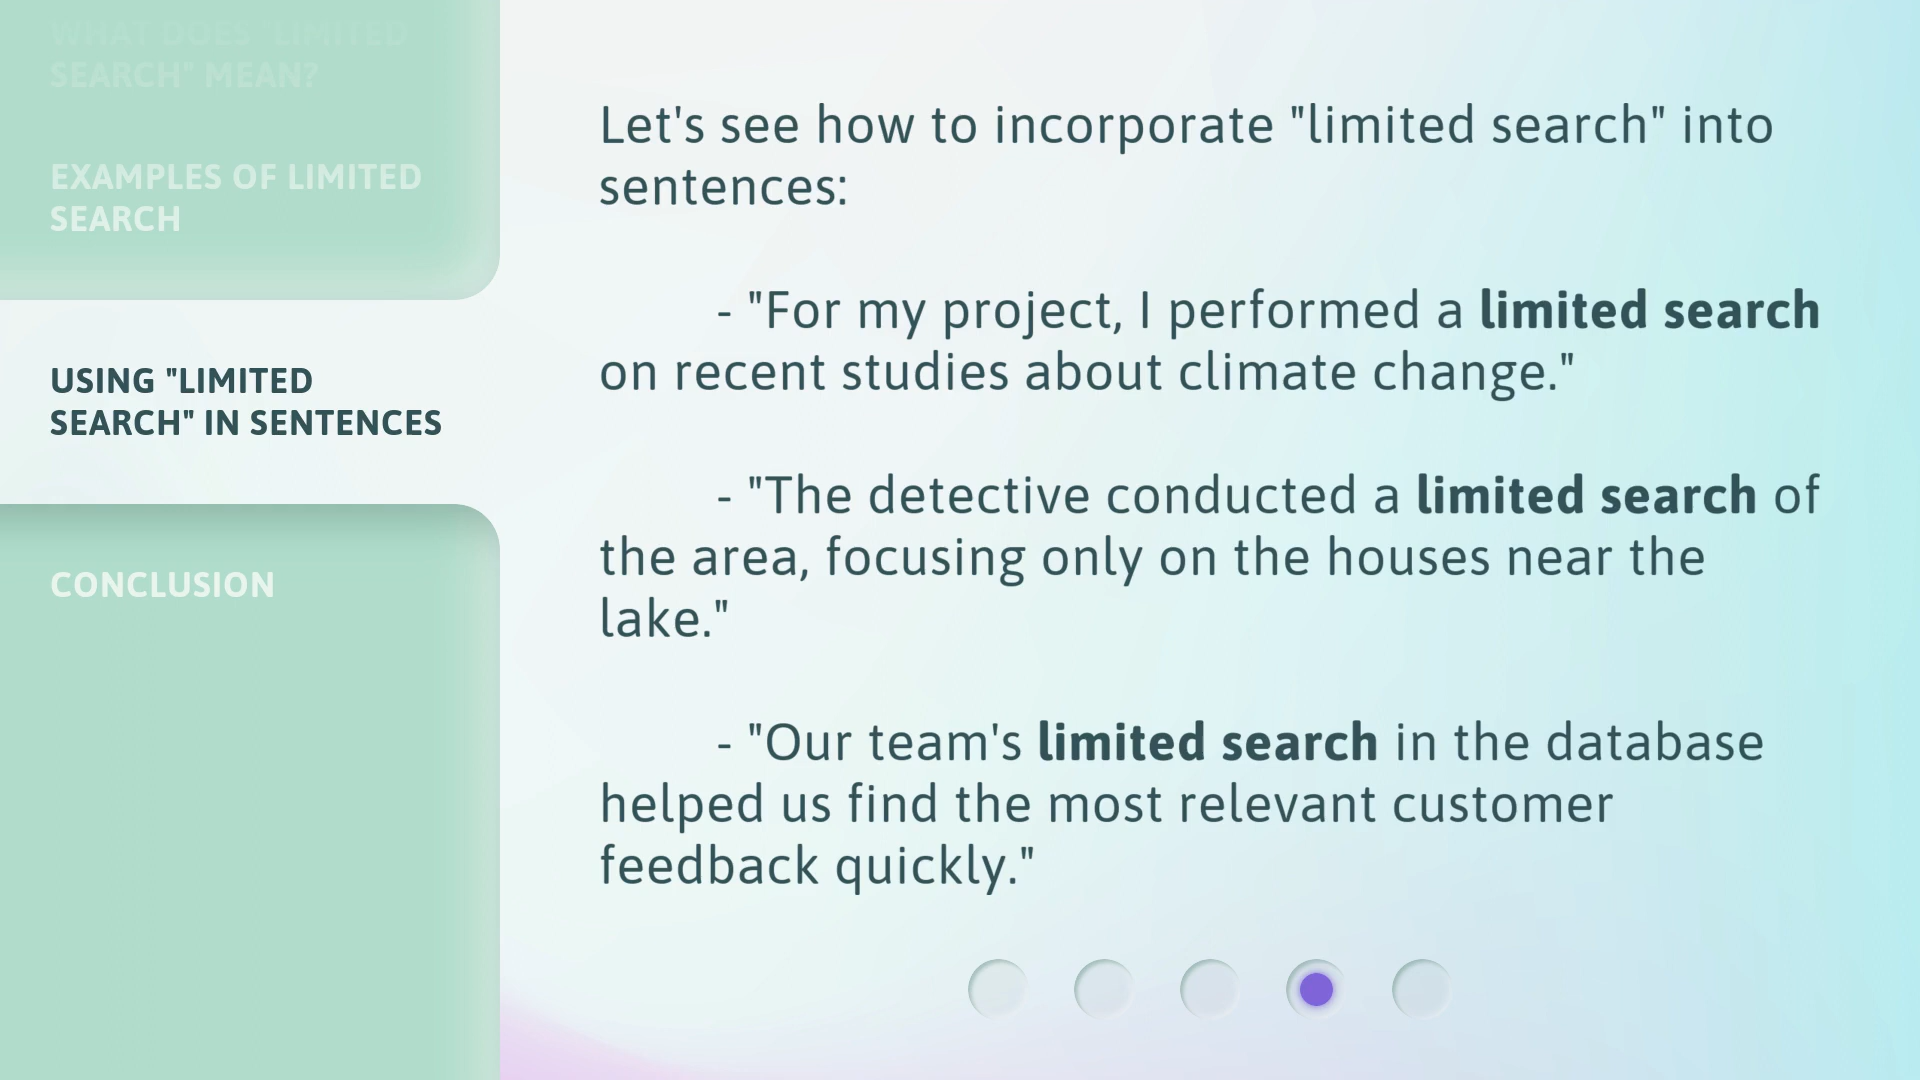 WHAT DOES "LIMITED
SEARCH" MEAN?
EXAMPLES OF LIMITED
SEARCH
USING "LIMITED
SEARCH" IN SENTENCES
CONCLUSION
Let's see how to incorporate "limited search" into
sentences:
- "For my project, I performed a limited search
on recent studies about climate change."
- "The detective conducted a limited search of
the area, focusing only on the houses near the
lake."
- "Our team's limited search in the database
helped us find the most relevant customer
feedback quickly."